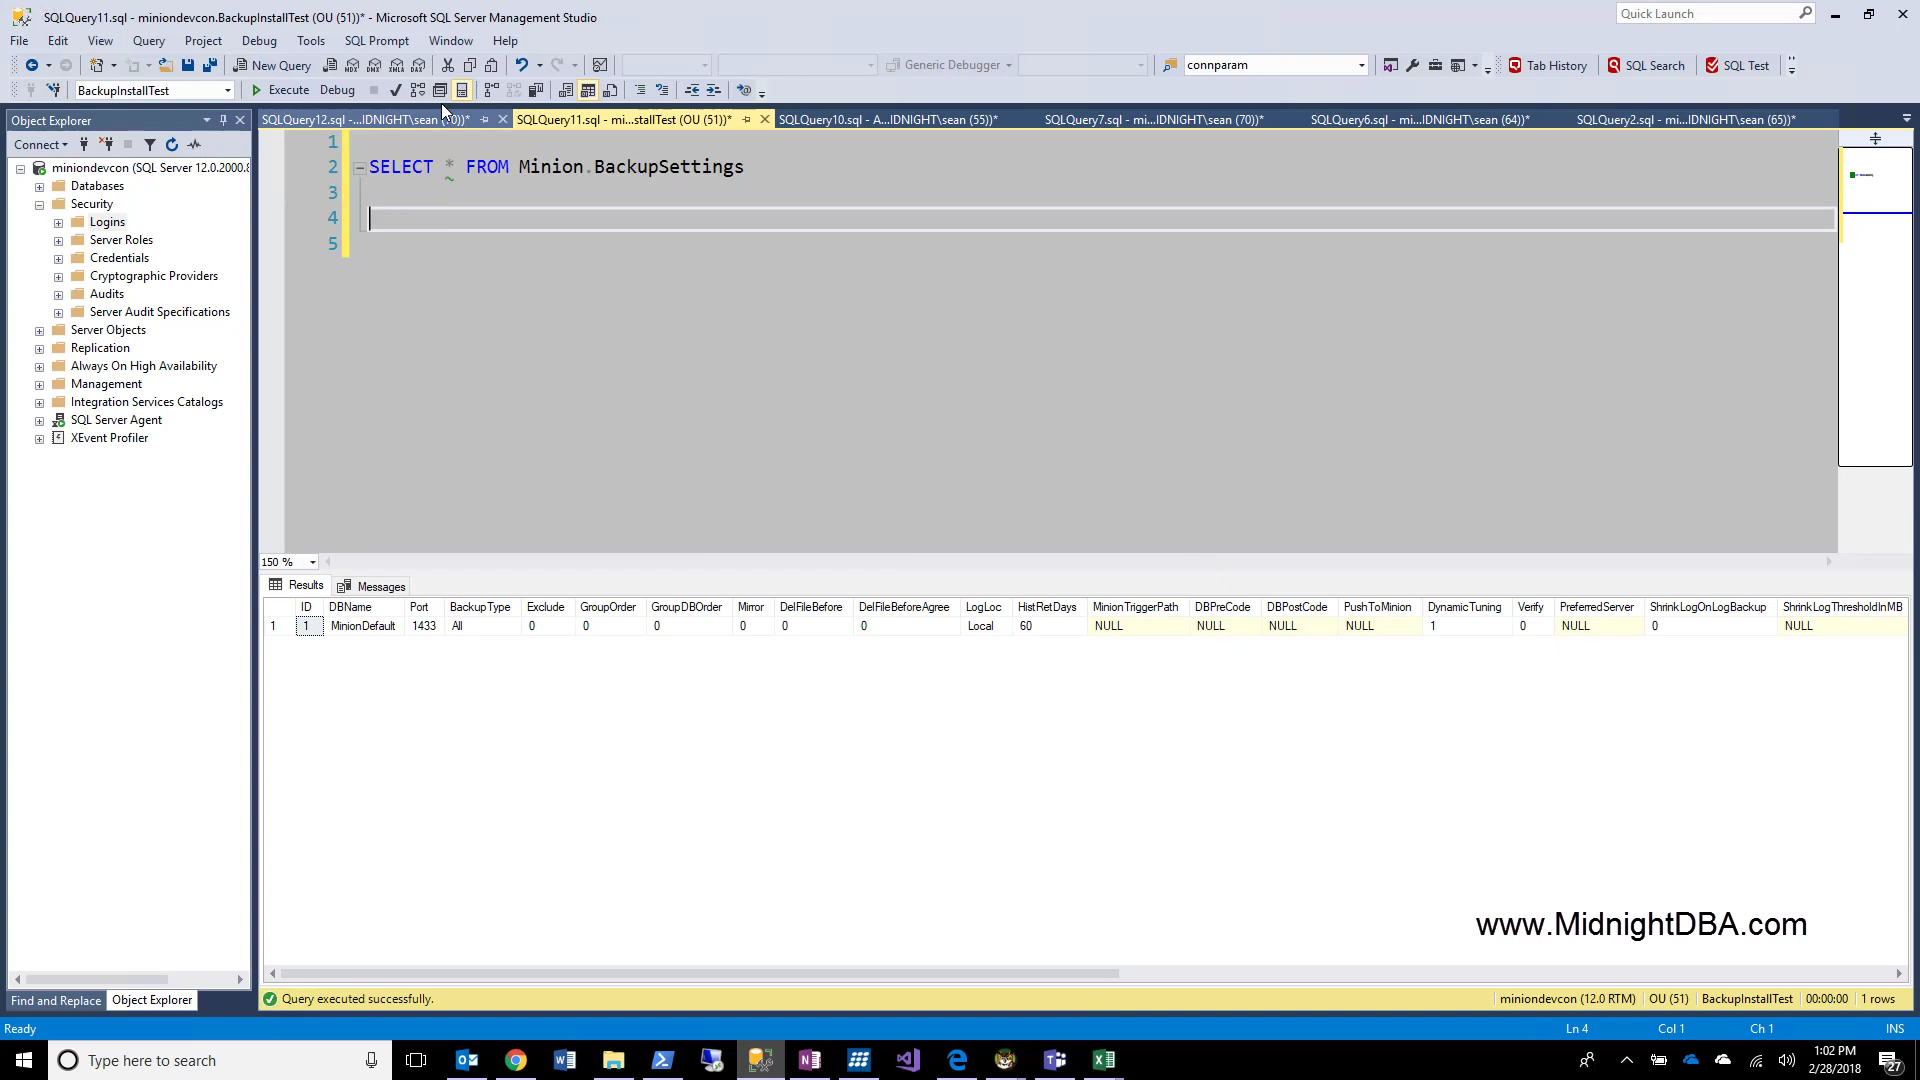 SQLQuery11.sql - miniondevcon.BackupInstallTest (OU (51))* - Microsoft SQL Server Management Studio
Quick Launch
File Edit View Query Project Debug Tools SQL Prompt Window Help
New Query
Generic Debugger
connparam
Tab History
SQL Search
SQL Test
BackupInstallTest
Execute
Debug
Object Explorer
SQLQuery12.sql -...IDNIGHT\sean
SQLQuery11.sql - mi...stallTest (OU (51))*
SQLQuery10.sql - A...IDNIGHT\sean (55))*
SQLQuery7.sql - mi...IDNIGHT\sean (70))*
SQLQuery6.sql - mi...IDNIGHT\sean (64))*
SQLQuery2.sql - mi...IDNIGHT\sean (65))*
Connect
miniondevcon (SQL Server 12.0.2000.8
Databases
Security
Logins
Server Roles
Credentials
Cryptographic Providers
Audits
Server Audit Specifications
Server Objects
Replication
Always On High Availability
Management
Integration Services Catalogs
SQL Server Agent
XEvent Profiler
1
2 SELECT * FROM Minion.BackupSettings
3
4
5
150 %
Results Messages
ID DBName Port BackupType Exclude GroupOrder GroupDBOrder Mirror DelFileBefore DelFileBeforeAgree LogLoc HistRetDays MinionTriggerPath DBPreCode DBPostCode PushToMinion DynamicTuning Verify PreferredServer ShrinkLogOnLogBackup ShrinkLogThresholdInMB
1 1 MinionDefault 1433 All 0 0 0 0 0 0 Local 60 NULL NULL NULL NULL 1 0 NULL 0 NULL
www.MidnightDBA.com
Find and Replace Object Explorer
Query executed successfully.
miniondevcon (12.0 RTM) OU (51) BackupInstallTest 00:00:00 1 rows
Ready
Ln 4 Col 1 Ch 1 INS
Type here to search
1:02 PM
2/28/2018
27